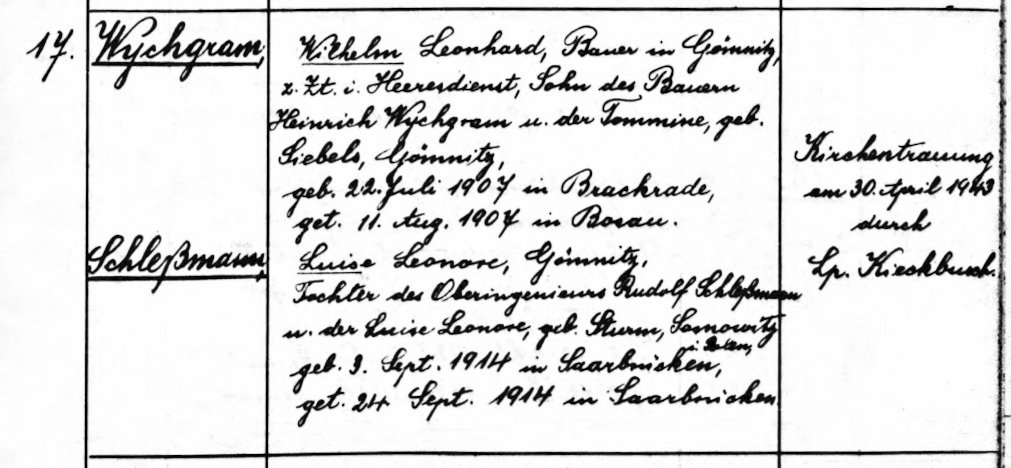 17. Wychgram, Wilhelm Leonhard, Bauer in Gömnitz,
z. Zt. i. Heeresdienst, Sohn des Bauern
Heinrich Wychgram u. der Tommine, geb.
Siebels, Gömnitz,
geb. 22. Juli 1907 in Brackrade,
get. 11. Aug. 1907 in Bosau.
Schleßmann, Luise Leonore, Gömnitz,
Tochter des Oberingenieurs Rudolf Schleßmann
u. der Luise Leonore, geb. Sturm, Somowitz
i. Polen,
geb. 3. Sept. 1914 in Saarbrücken,
get. 24 Sept. 1914 in Saarbrücken
Kirchentrauung
am 30. April 1943
durch
Lp. Kieckbusch.